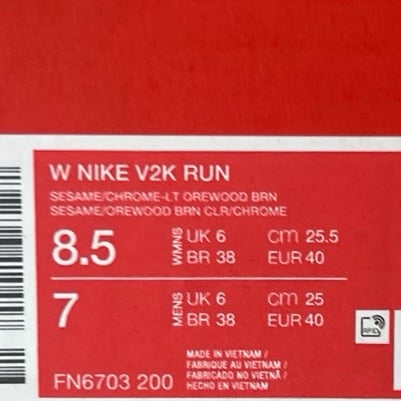 W NIKE V2K RUN
SESAME/CHROME-LT OREWOOD BRN
SESAME/OREWOOD BRN CLR/CHROME
8.5 WMNS UK 6 cm 25.5
BR 38 EUR 40
7 MENS UK 6 cm 25
BR 38 EUR 40
RFID
MADE IN VIETNAM /
FABRIQUÉ AU VIETNAM /
FABRICADO NO VIETNÃ /
HECHO EN VIETNAM
FN6703 200